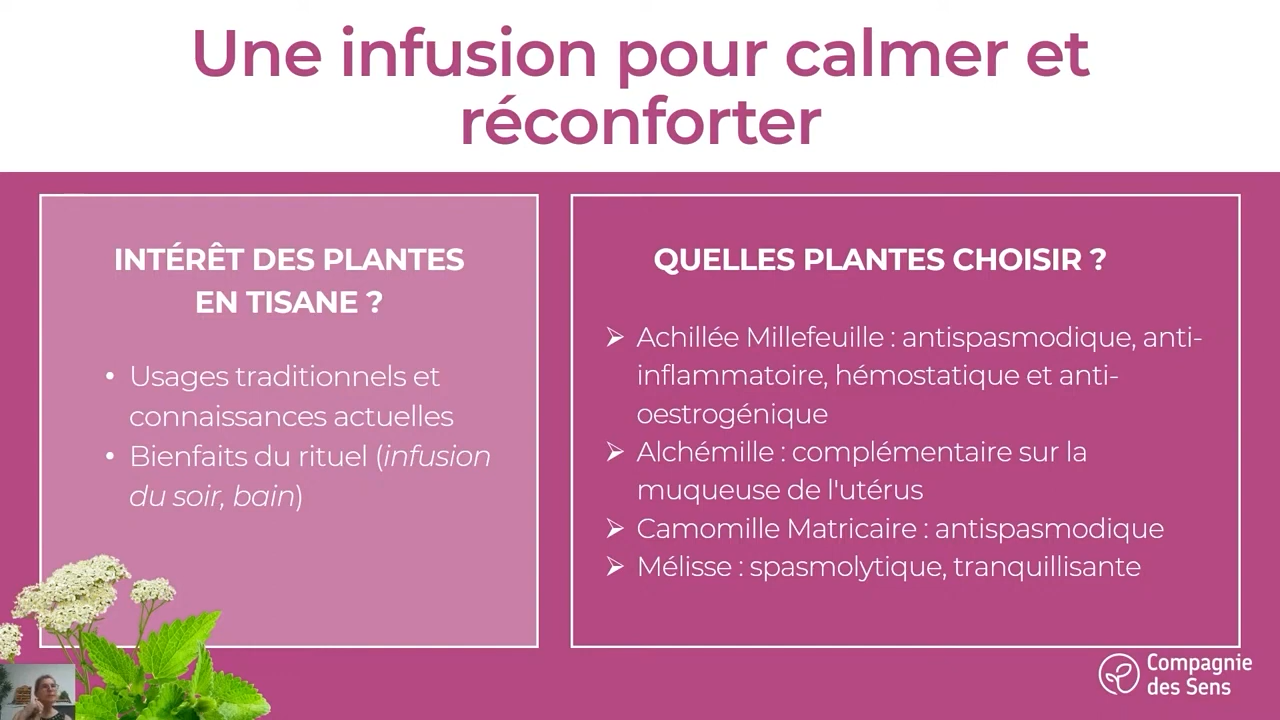 Une infusion pour calmer et
réconforter
INTÉRÊT DES PLANTES
EN TISANE ?
• Usages traditionnels et
connaissances actuelles
• Bienfaits du rituel (infusion
du soir, bain)
QUELLES PLANTES CHOISIR ?
➢ Achillée Millefeuille : antispasmodique, anti-
inflammatoire, hémostatique et anti-
oestrogénique
➢ Alchémille : complémentaire sur la
muqueuse de l'utérus
➢ Camomille Matricaire : antispasmodique
➢ Mélisse : spasmolytique, tranquillisante
Compagnie
des Sens